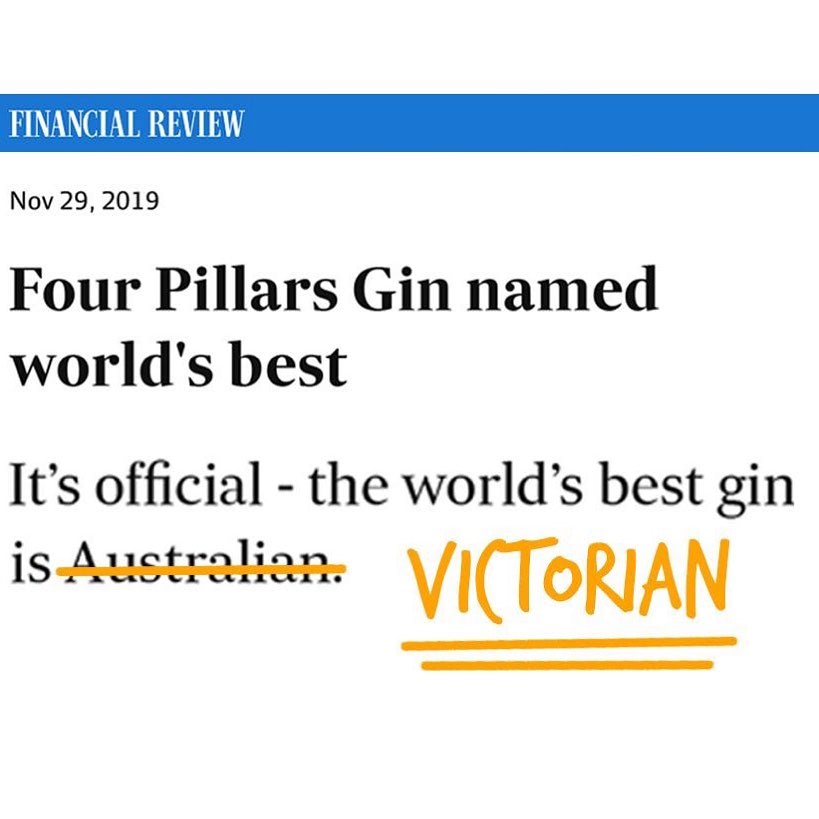 FINANCIAL REVIEW
Nov 29, 2019
Four Pillars Gin named
world's best
It’s official - the world’s best gin
is Australian. VICTORIAN